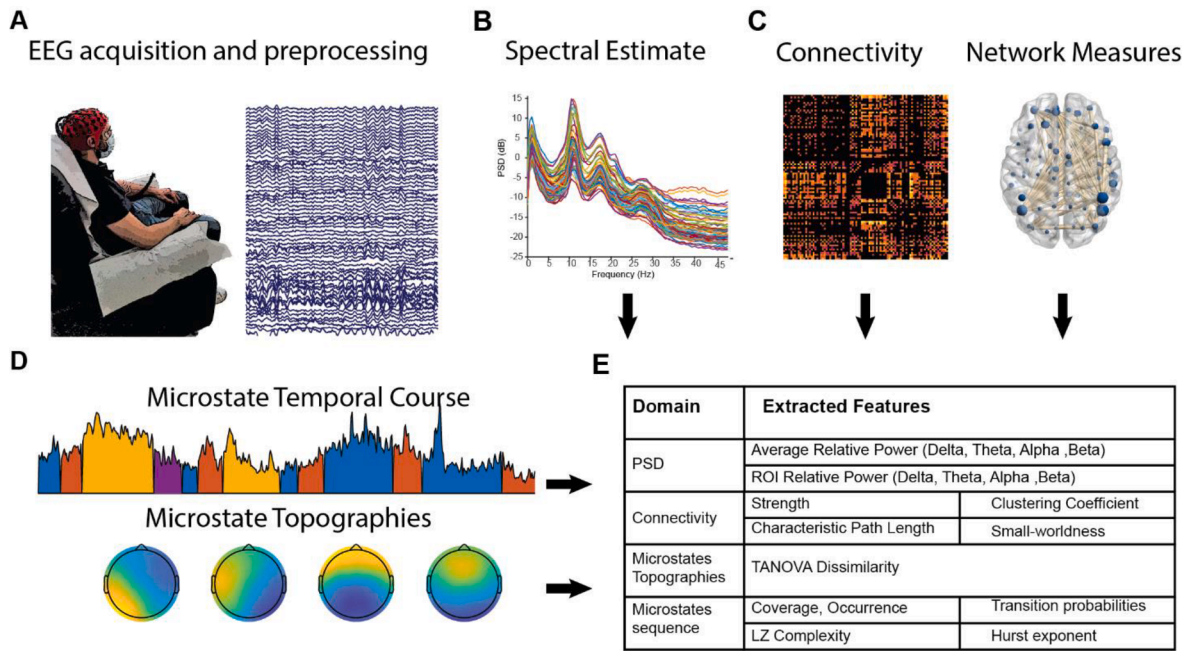 A
EEG acquisition and preprocessing
B
Spectral Estimate
15
10
5
0
-5
-10
-15
-20
-25
PSD (dB)
0 5 10 15 20 25 30 35 40 45
Frequency (Hz)
C
Connectivity
Network Measures
D
Microstate Temporal Course
Microstate Topographies
E
Domain Extracted Features
PSD
Average Relative Power (Delta, Theta, Alpha ,Beta)
ROI Relative Power (Delta, Theta, Alpha ,Beta)
Connectivity
Strength Clustering Coefficient
Characteristic Path Length Small-worldness
Microstates
Topographies
TANOVA Dissimilarity
Microstates
sequence
Coverage, Occurrence Transition probabilities
LZ Complexity Hurst exponent